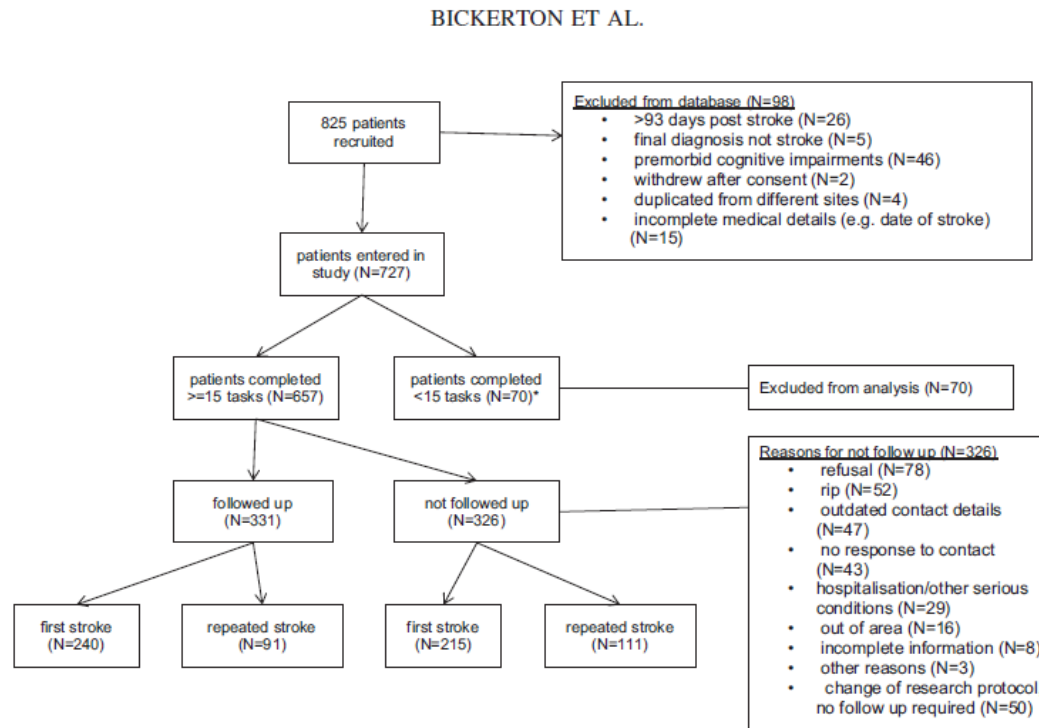 BICKERTON ET AL.
825 patients
recruited
Excluded from database (N=98)
• >93 days post stroke (N=26)
• final diagnosis not stroke (N=5)
• premorbid cognitive impairments (N=46)
• withdrew after consent (N=2)
• duplicated from different sites (N=4)
• incomplete medical details (e.g. date of stroke)
(N=15)
patients entered in
study (N=727)
patients completed
>=15 tasks (N=657)
patients completed
<15 tasks (N=70)*
Excluded from analysis (N=70)
followed up
(N=331)
not followed up
(N=326)
Reasons for not follow up (N=326)
• refusal (N=78)
• rip (N=52)
• outdated contact details
(N=47)
• no response to contact
(N=43)
• hospitalisation/other serious
conditions (N=29)
• out of area (N=16)
• incomplete information (N=8)
• other reasons (N=3)
• change of research protocol
no follow up required (N=50)
first stroke
(N=240)
repeated stroke
(N=91)
first stroke
(N=215)
repeated stroke
(N=111)